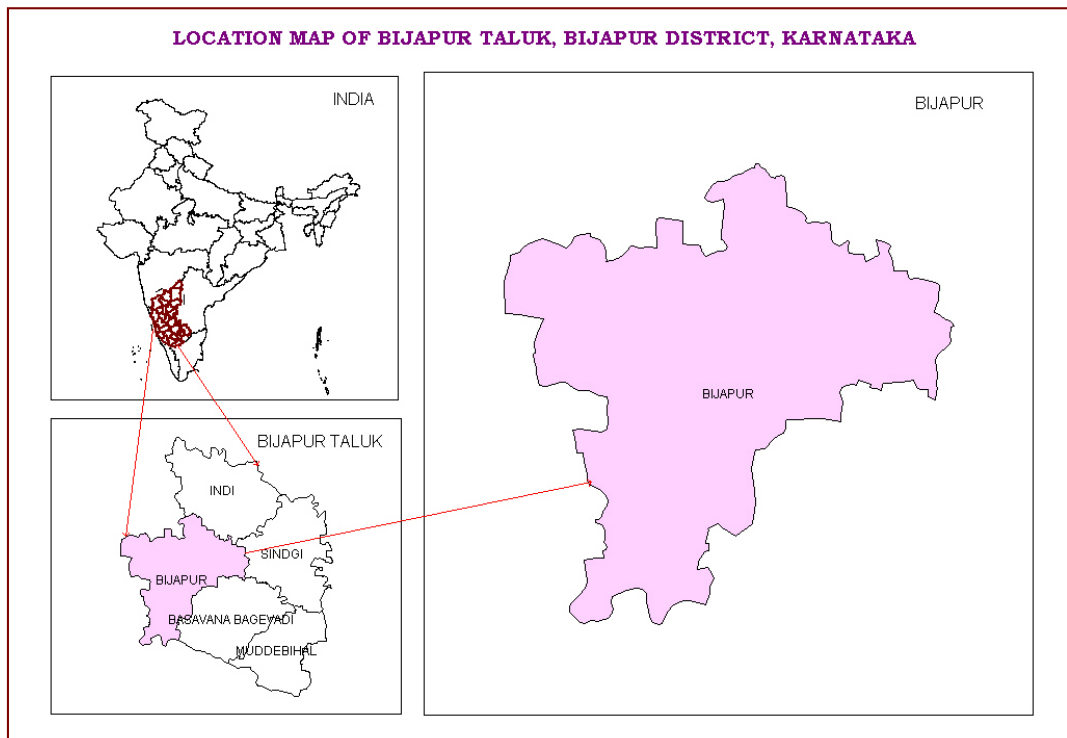 LOCATION MAP OF BIJAPUR TALUK, BIJAPUR DISTRICT, KARNATAKA
INDIA
BIJAPUR
BIJAPUR
BIJAPUR TALUK
INDI
SINDGI
BIJAPUR
BASAVANA BAGEVADI
MUDDEBIHAL